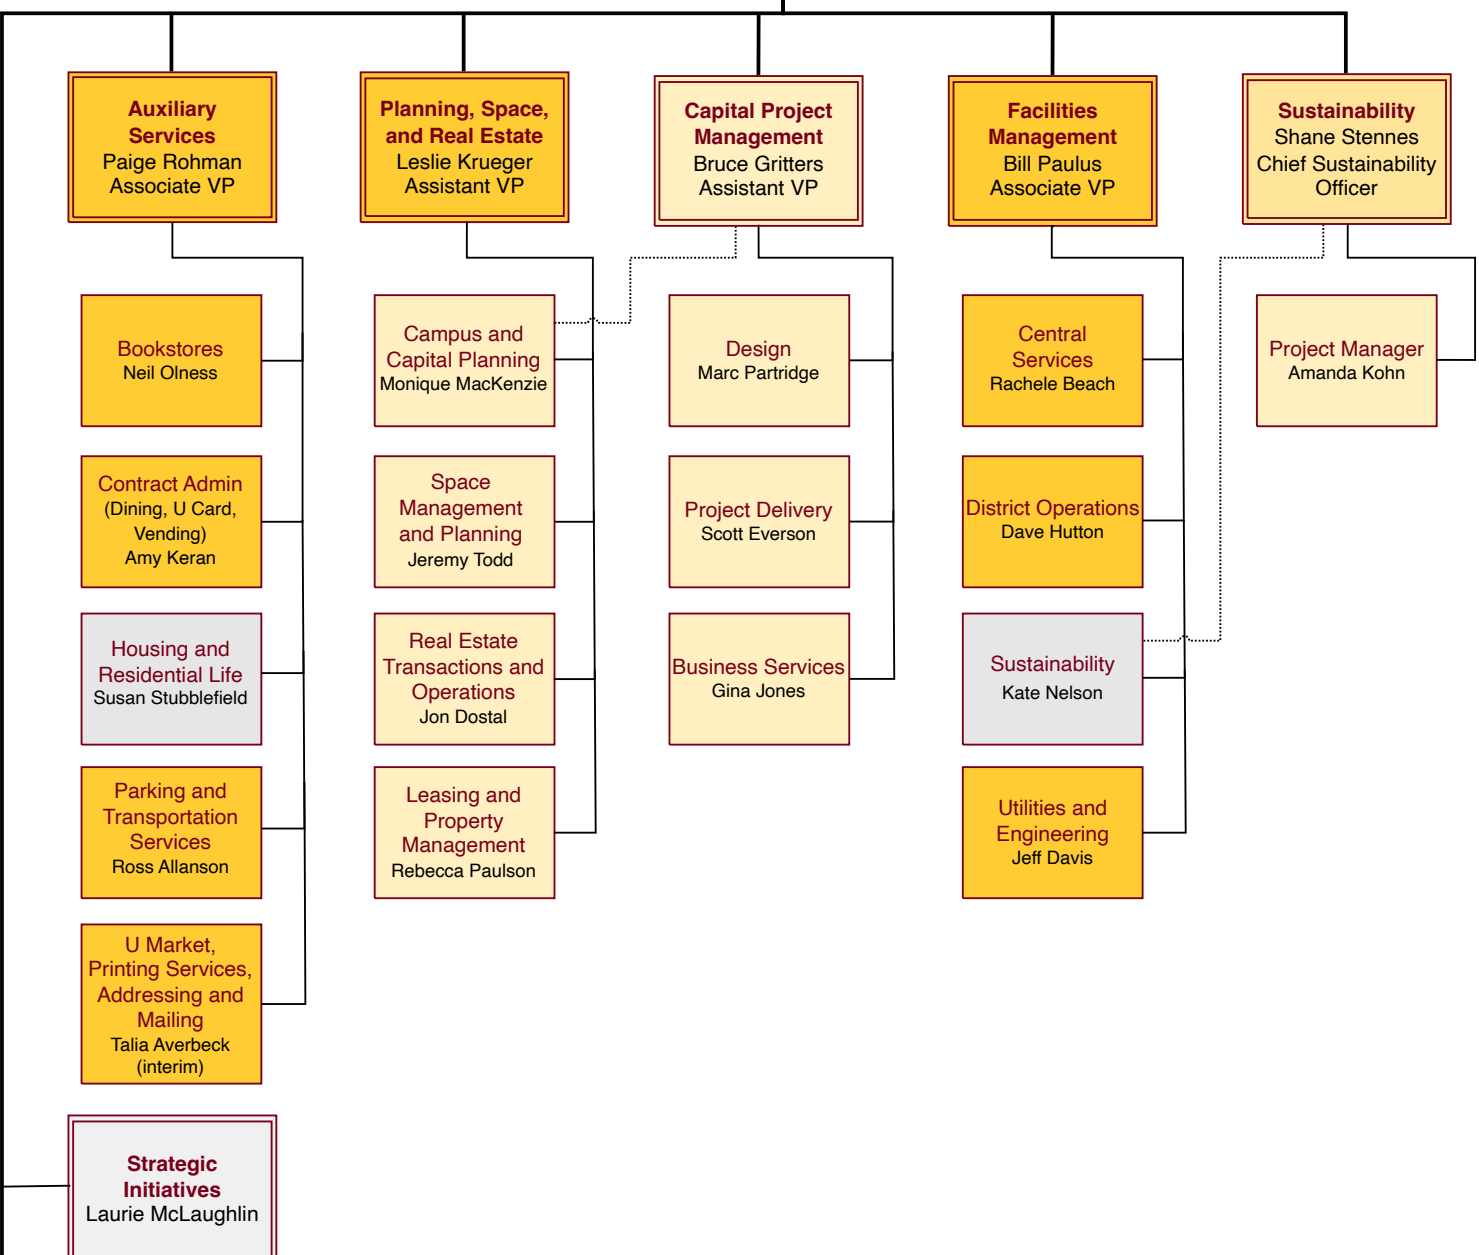 Auxiliary
Services
Paige Rohman
Associate VP
Planning, Space,
and Real Estate
Leslie Krueger
Assistant VP
Capital Project
Management
Bruce Gritters
Assistant VP
Facilities
Management
Bill Paulus
Associate VP
Sustainability
Shane Stennes
Chief Sustainability
Officer
Bookstores
Neil Olness
Campus and
Capital Planning
Monique MacKenzie
Design
Marc Partridge
Central
Services
Rachele Beach
Project Manager
Amanda Kohn
Contract Admin
(Dining, U Card,
Vending)
Amy Keran
Space
Management
and Planning
Jeremy Todd
Project Delivery
Scott Everson
District Operations
Dave Hutton
Housing and
Residential Life
Susan Stubblefield
Real Estate
Transactions and
Operations
Jon Dostal
Business Services
Gina Jones
Sustainability
Kate Nelson
Parking and
Transportation
Services
Ross Allanson
Leasing and
Property
Management
Rebecca Paulson
Utilities and
Engineering
Jeff Davis
U Market,
Printing Services,
Addressing and
Mailing
Talia Averbeck
(interim)
Strategic
Initiatives
Laurie McLaughlin